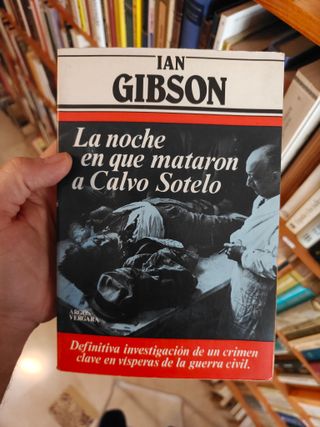 IAN
GIBSON
La noche
en que mataron
a Calvo Sotelo
ARGOS
VERGARA
Definitiva investigación de un crimen
clave en vísperas de la guerra civil.